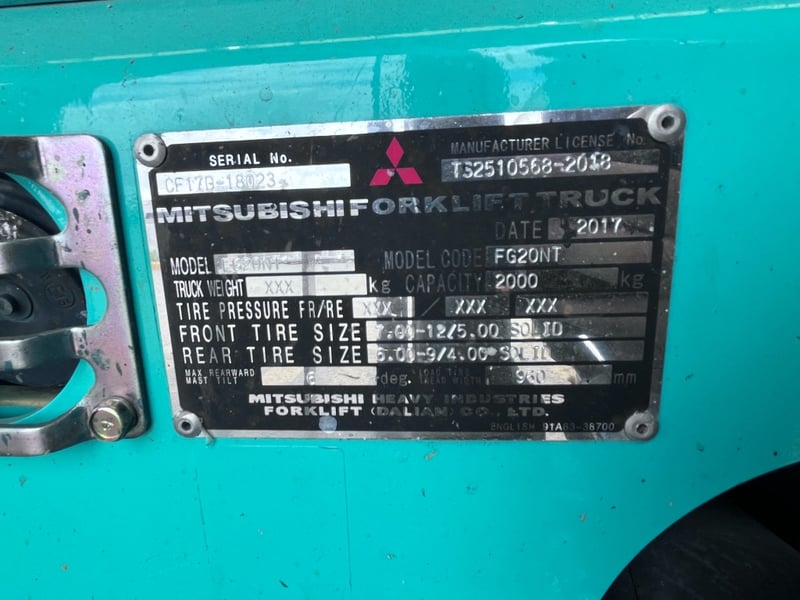 SERIAL No. MANUFACTURER LICENSE No.
CF17B-18023 TS2510568-2018
MITSUBISHI FORKLIFT TRUCK
DATE 2017
MODEL FG20NT MODEL CODE FG20NT
TRUCK WEIGHT XXX kg CAPACITY 2000 kg
TIRE PRESSURE FR/RE XXX / XXX XXX
FRONT TIRE SIZE 7.00-12/5.00 SOLID
REAR TIRE SIZE 6.00-9/4.00 SOLID
MAX REARWARD MAST TILT 6 deg. TREAD WIDTH 960 mm
MITSUBISHI HEAVY INDUSTRIES
FORKLIFT (DALIAN) CO., LTD.
ENGLISH 91A63-38700